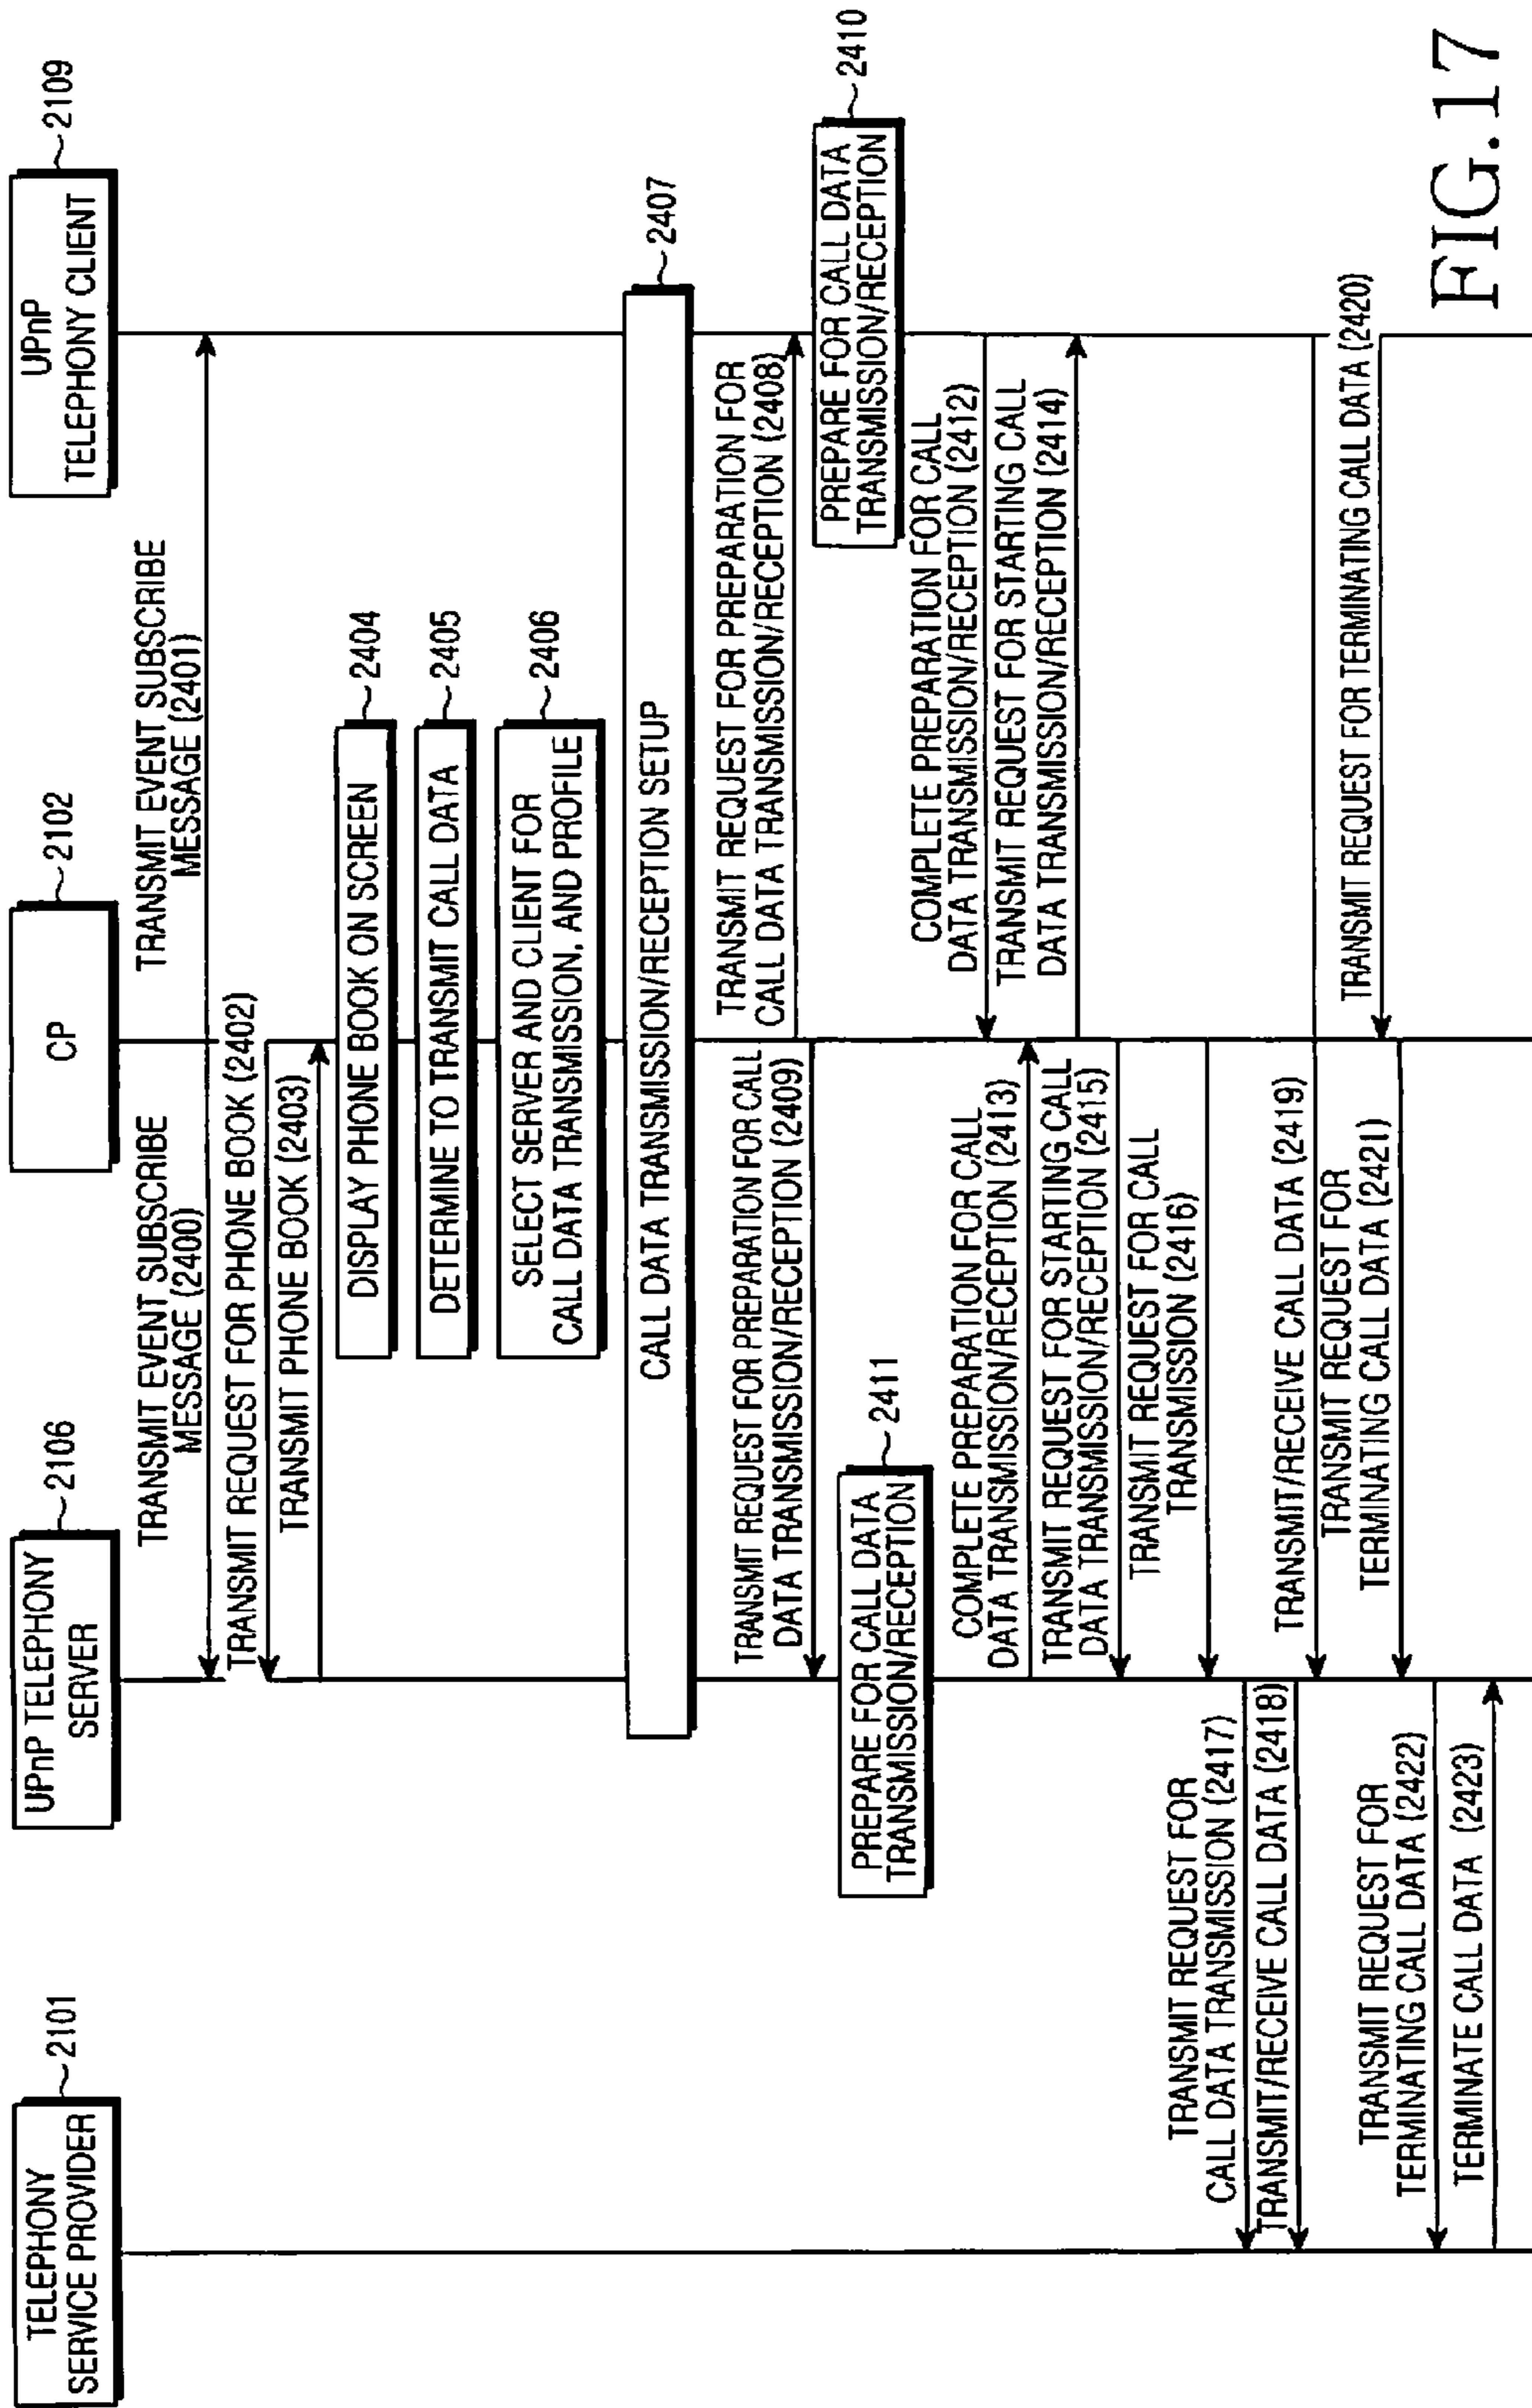 TELEPHONY
SERVICE PROVIDER
2101
UPnP TELEPHONY
SERVER
2106
CP
2102
UPnP
TELEPHONY CLIENT
2109
TRANSMIT EVENT SUBSCRIBE
MESSAGE (2400)
TRANSMIT EVENT SUBSCRIBE
MESSAGE (2401)
TRANSMIT REQUEST FOR PHONE BOOK (2402)
TRANSMIT PHONE BOOK (2403)
DISPLAY PHONE BOOK ON SCREEN
2404
DETERMINE TO TRANSMIT CALL DATA
2405
SELECT SERVER AND CLIENT FOR
CALL DATA TRANSMISSION, AND PROFILE
2406
CALL DATA TRANSMISSION/RECEPTION SETUP
2407
TRANSMIT REQUEST FOR PREPARATION FOR
CALL DATA TRANSMISSION/RECEPTION (2408)
TRANSMIT REQUEST FOR PREPARATION FOR CALL
DATA TRANSMISSION/RECEPTION (2409)
PREPARE FOR CALL DATA
TRANSMISSION/RECEPTION
2410
PREPARE FOR CALL DATA
TRANSMISSION/RECEPTION
2411
COMPLETE PREPARATION FOR CALL
DATA TRANSMISSION/RECEPTION (2412)
COMPLETE PREPARATION FOR CALL
DATA TRANSMISSION/RECEPTION (2413)
TRANSMIT REQUEST FOR STARTING CALL
DATA TRANSMISSION/RECEPTION (2414)
TRANSMIT REQUEST FOR STARTING CALL
DATA TRANSMISSION/RECEPTION (2415)
TRANSMIT REQUEST FOR CALL
TRANSMISSION (2416)
TRANSMIT REQUEST FOR
CALL DATA TRANSMISSION (2417)
TRANSMIT/RECEIVE CALL DATA (2418)
TRANSMIT/RECEIVE CALL DATA (2419)
TRANSMIT REQUEST FOR TERMINATING CALL DATA (2420)
TRANSMIT REQUEST FOR
TERMINATING CALL DATA (2421)
TRANSMIT REQUEST FOR
TERMINATING CALL DATA (2422)
TERMINATE CALL DATA (2423)
FIG.17